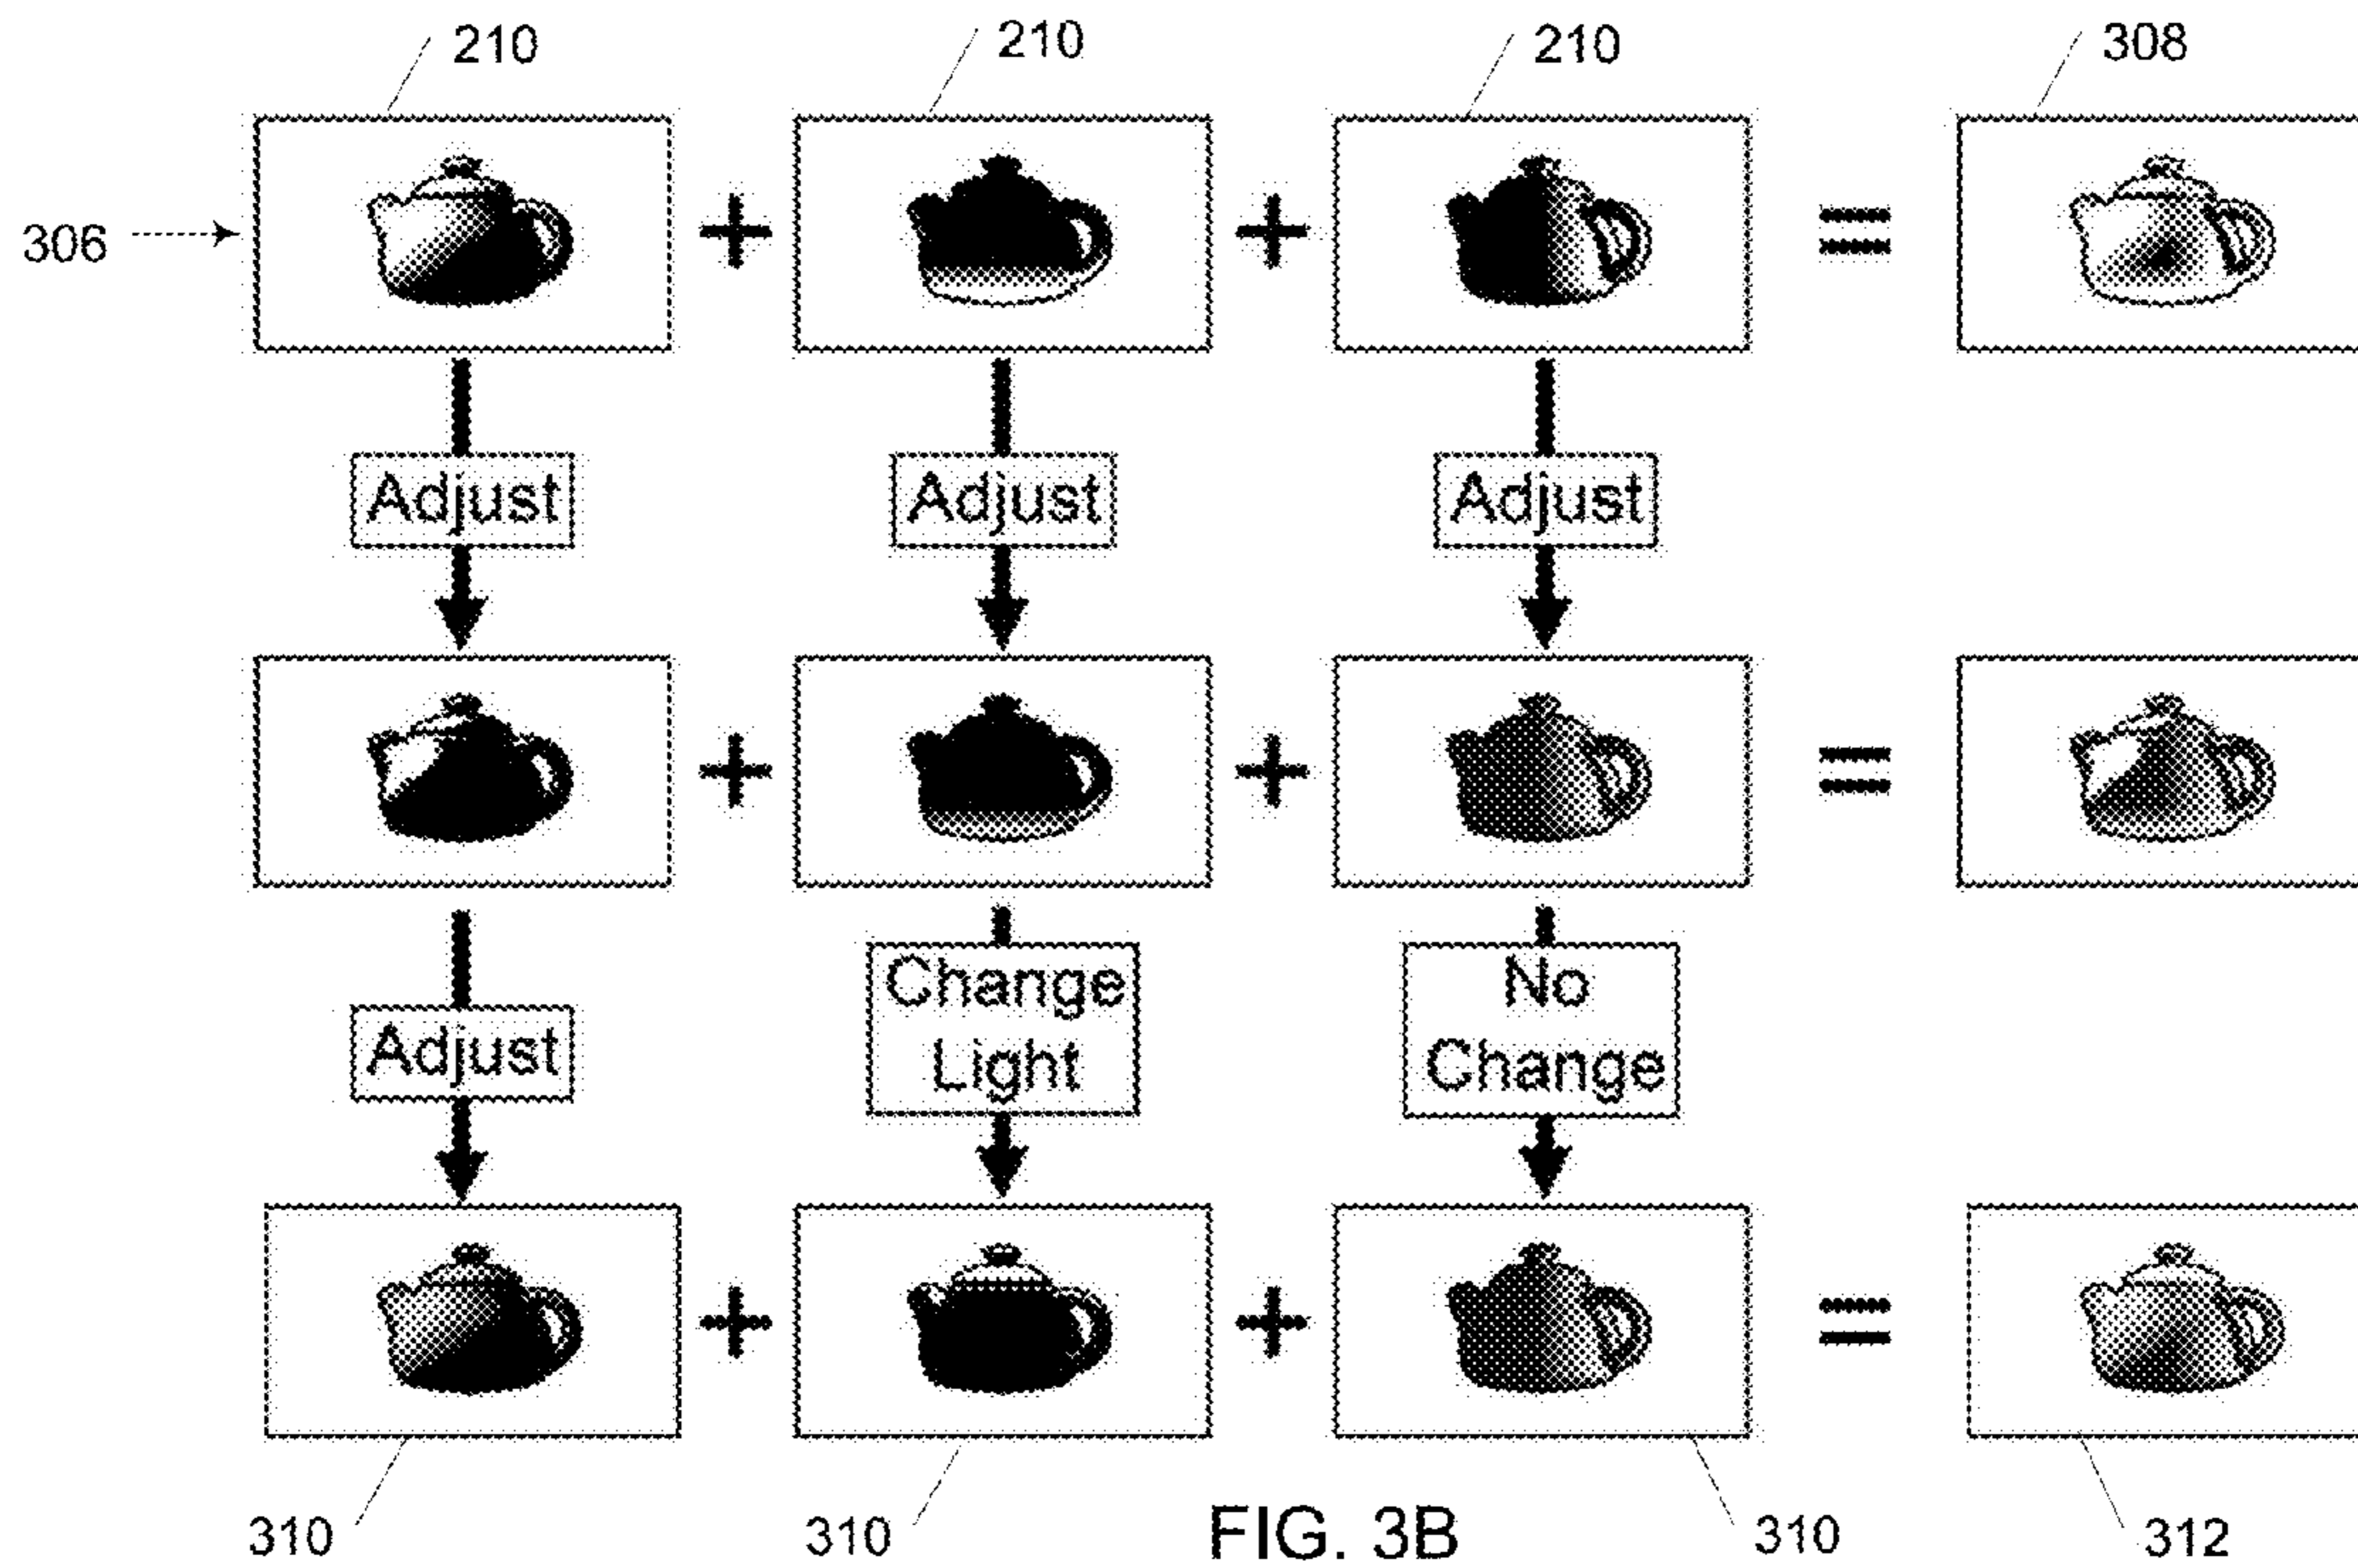 210
210
210
308
306
+
+
=
Adjust
Adjust
Adjust
+
+
=
Change
Light
No
Change
Adjust
+
+
=
310
310
FIG. 3B
310
312